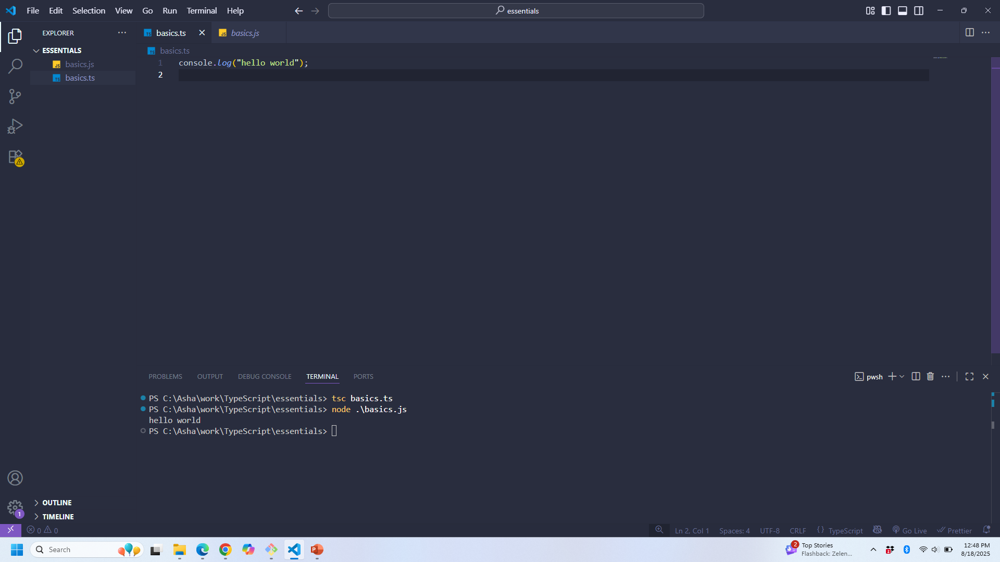 File Edit Selection View Go Run Terminal Help
essentials
EXPLORER
basics.ts
basics.js
ESSENTIALS
basics.js
basics.ts
basics.ts
1 console.log("hello world");
2
PROBLEMS OUTPUT DEBUG CONSOLE TERMINAL PORTS
pwsh
PS C:\Asha\work\TypeScript\essentials> tsc basics.ts
PS C:\Asha\work\TypeScript\essentials> node .\basics.js
hello world
PS C:\Asha\work\TypeScript\essentials>
OUTLINE
TIMELINE
1
0 0
Ln 2, Col 1 Spaces: 4 UTF-8 CRLF {} TypeScript Go Live Prettier
Search
2
Top Stories
Flashback: Zelen...
2
12:48 PM
8/18/2025